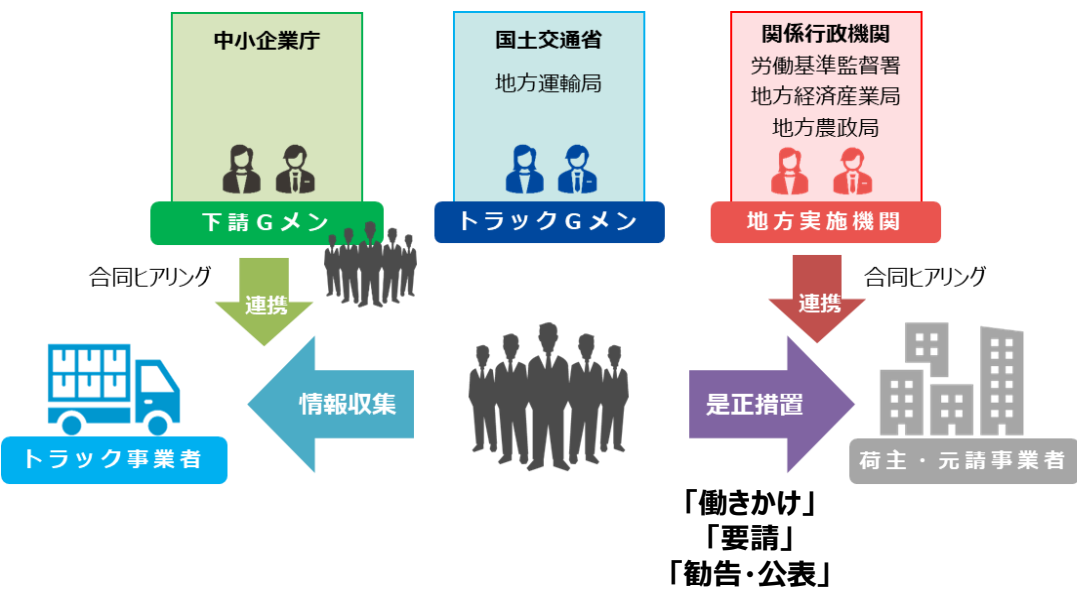 中小企業庁
国土交通省
地方運輸局
関係行政機関
労働基準監督署
地方経済産業局
地方農政局
下請Gメン
トラックGメン
地方実施機関
合同ヒアリング
連携
連携
合同ヒアリング
情報収集
是正措置
トラック事業者
荷主・元請事業者
「働きかけ」
「要請」
「勧告・公表」